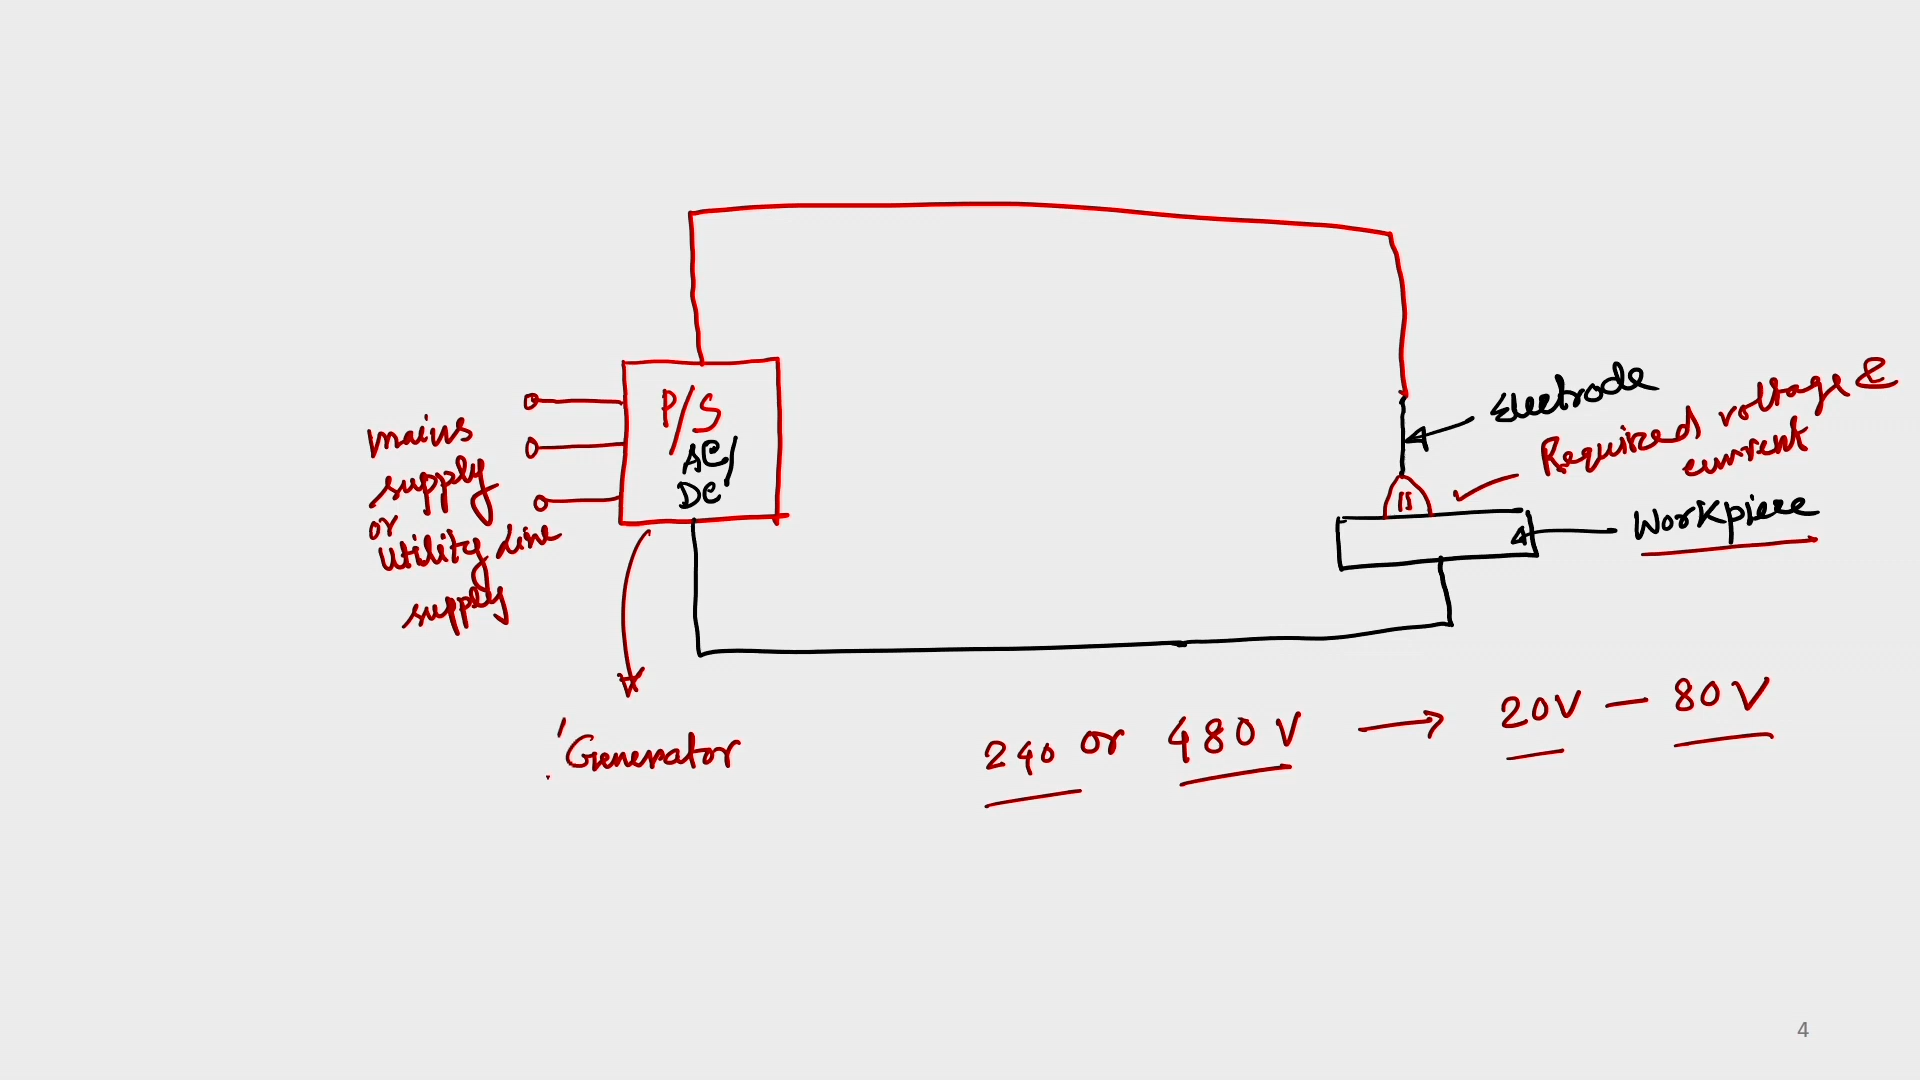 P/S
AC/
DC
mains
supply
or
Utility Line
supply
Electrode
Required voltage &
current
Workpiece
'Generator
240 or 480 V → 20V — 80 V
4